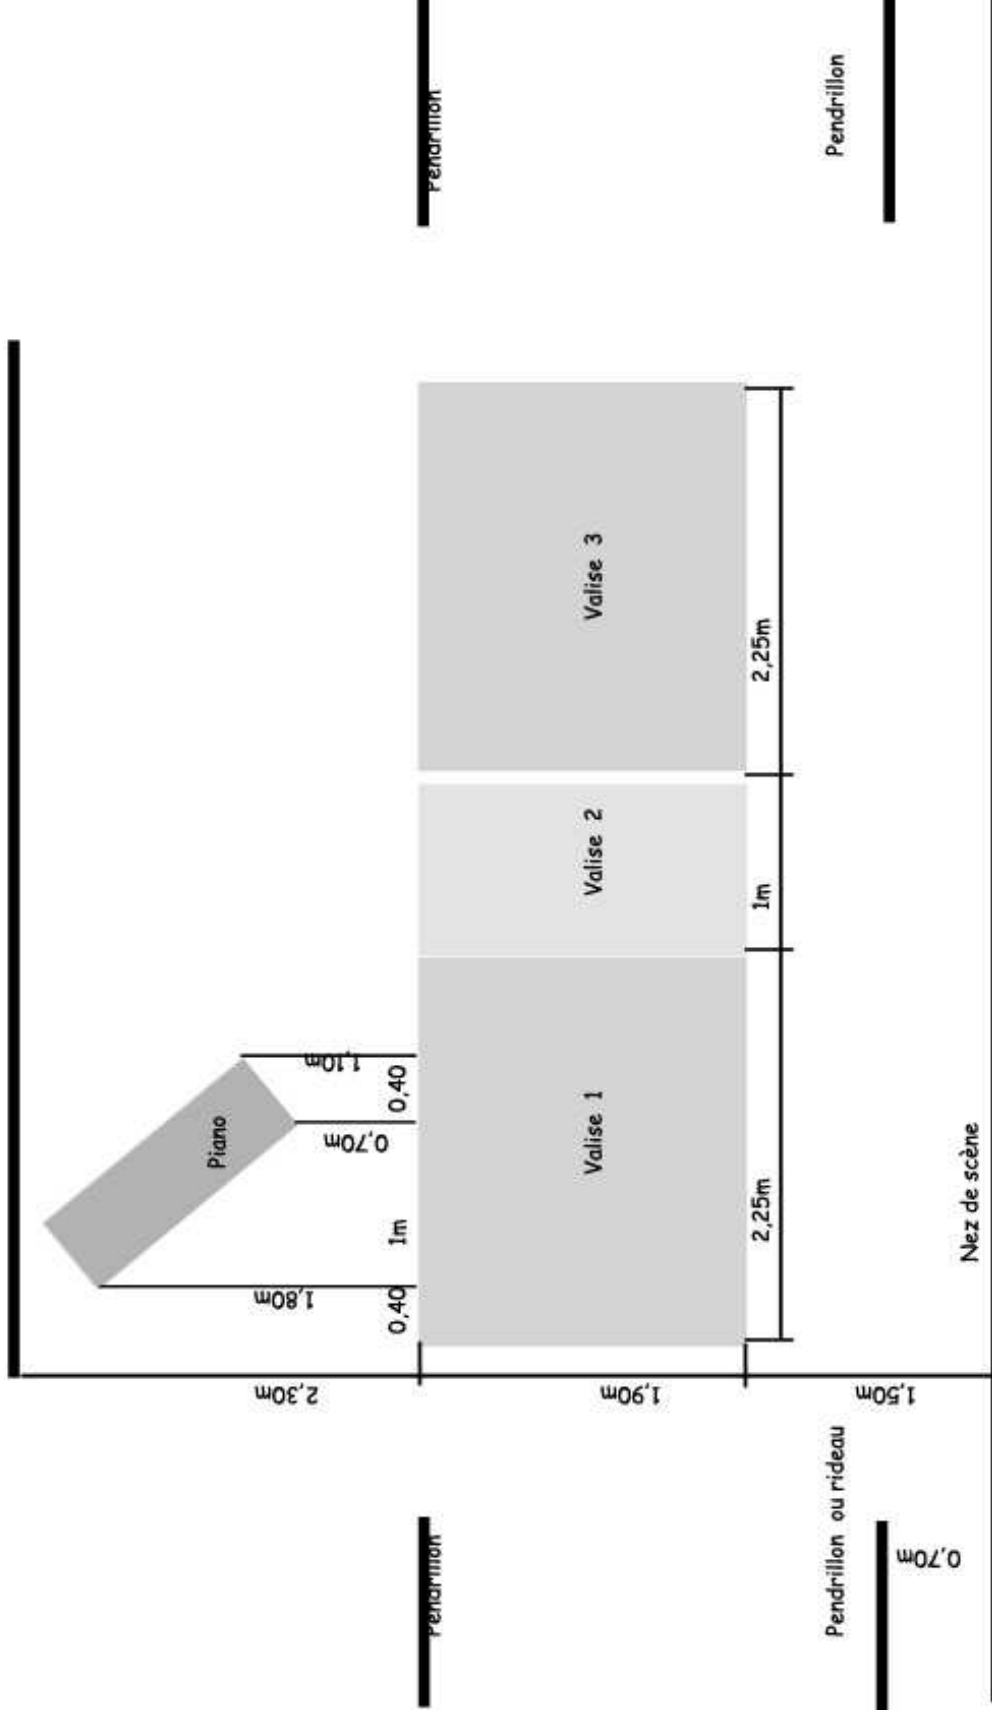 Pendrillon
Pendrillon
Valise 3
2,25m
Valise 2
1m
Piano
1,10m
0,40
0,70m
1m
1,80m
0,40
Valise 1
2,25m
Nez de scène
2,30m
1,90m
1,50m
Pendrillon
Pendrillon ou rideau
0,70m